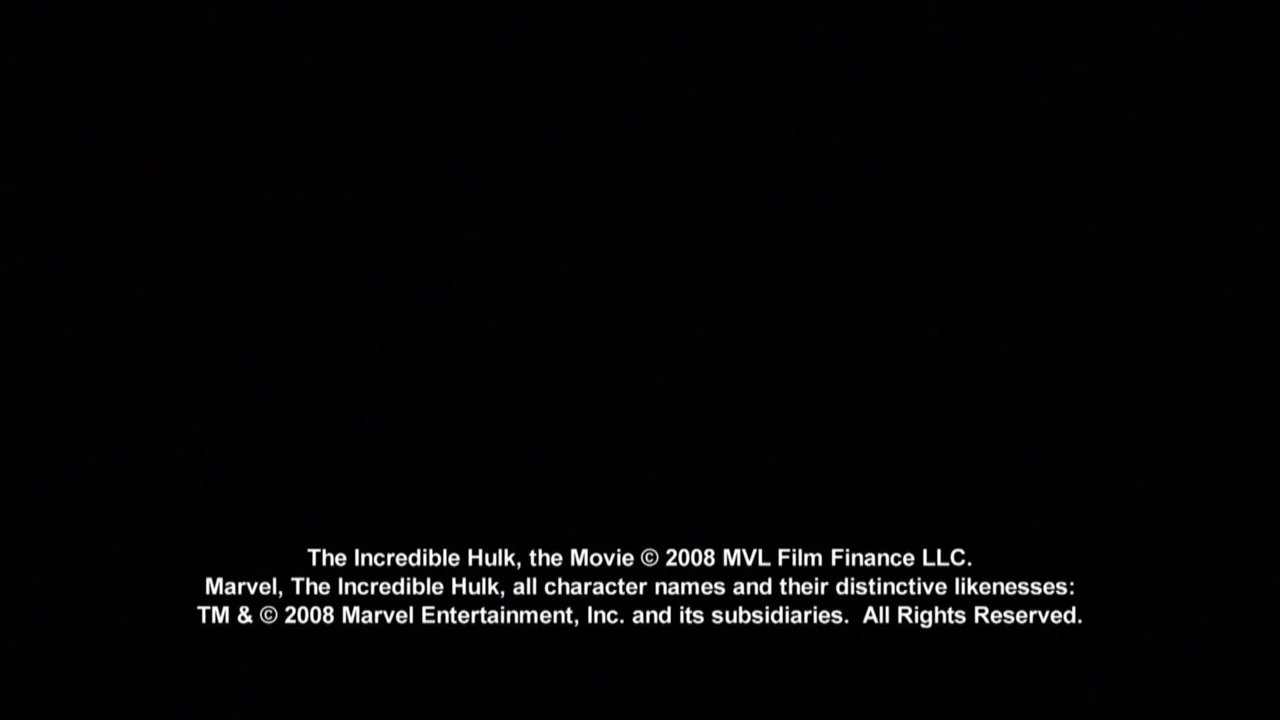 The Incredible Hulk, the Movie © 2008 MVL Film Finance LLC.
Marvel, The Incredible Hulk, all character names and their distinctive likenesses:
TM & © 2008 Marvel Entertainment, Inc. and its subsidiaries.  All Rights Reserved.